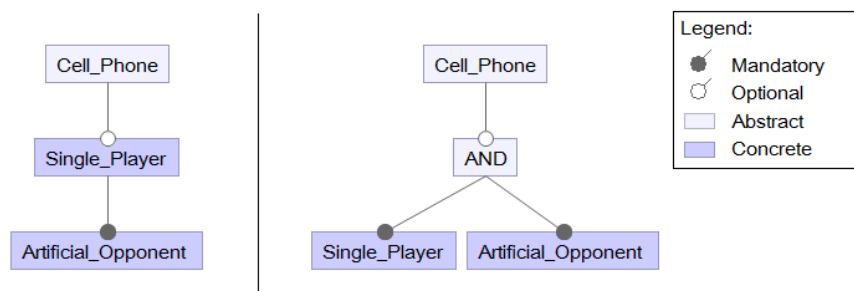 Cell_Phone
Single_Player
Artificial_Opponent
Cell_Phone
AND
Single_Player
Artificial_Opponent
Legend:
Mandatory
Optional
Abstract
Concrete